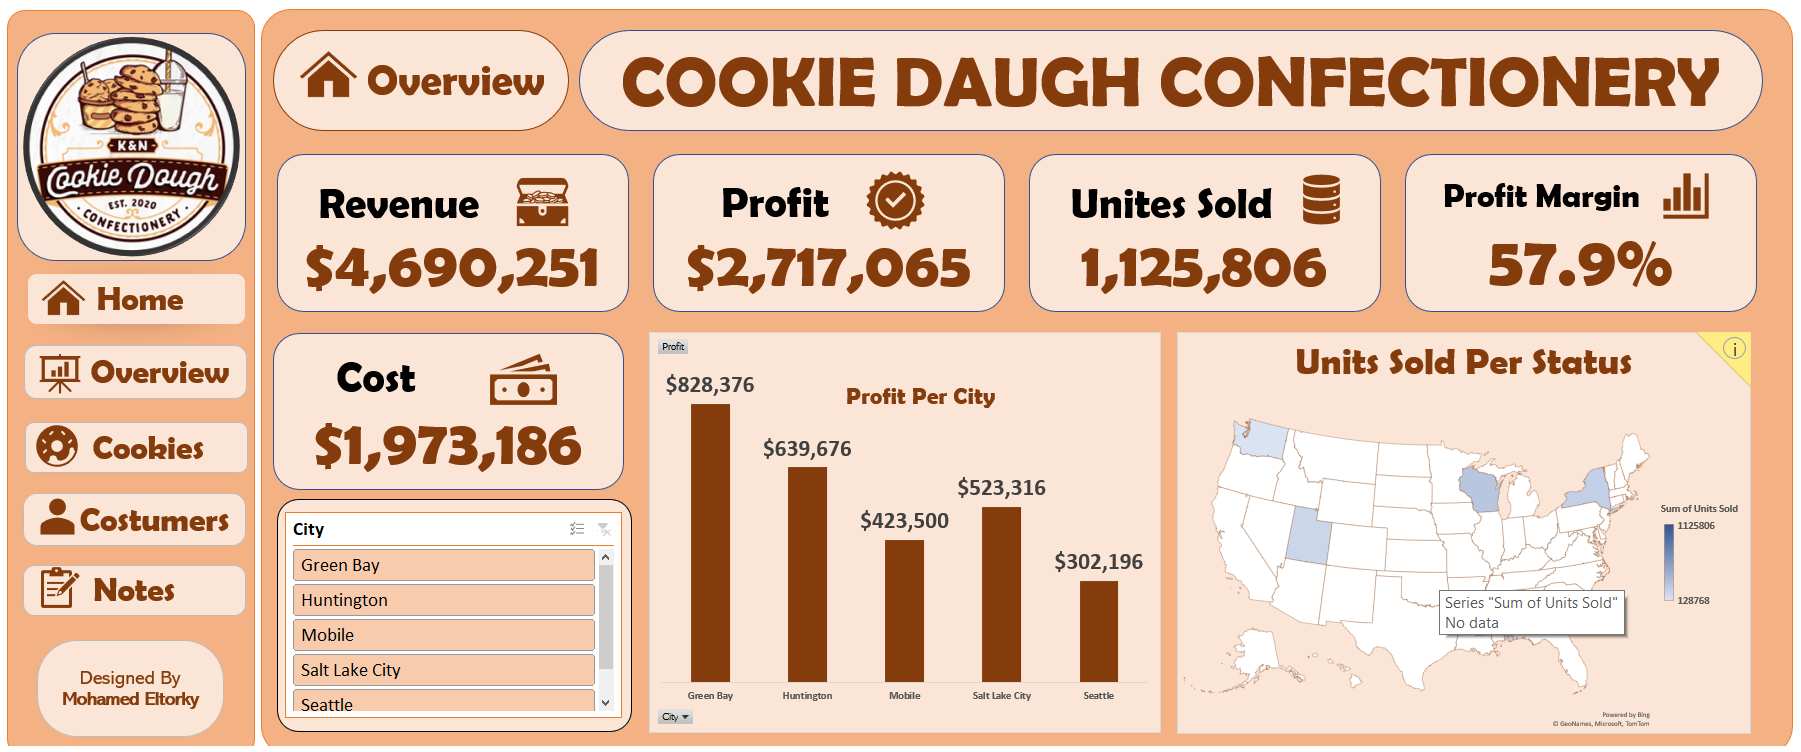 K&N
Cookie Dough
EST. 2020
CONFECTIONERY
Home
Overview
Cookies
Costumers
Notes
Designed By
Mohamed Eltorky
Overview
COOKIE DAUGH CONFECTIONERY
Revenue
$4,690,251
Profit
$2,717,065
Unites Sold
1,125,806
Profit Margin
57.9%
Cost
$1,973,186
City
Green Bay
Huntington
Mobile
Salt Lake City
Seattle
Profit
Profit Per City
$828,376
$639,676
$423,500
$523,316
$302,196
Green Bay
Huntington
Mobile
Salt Lake City
Seattle
City
Units Sold Per Status
Sum of Units Sold
1125806
128768
Series "Sum of Units Sold"
No data
Powered by Bing
© GeoNames, Microsoft, TomTom